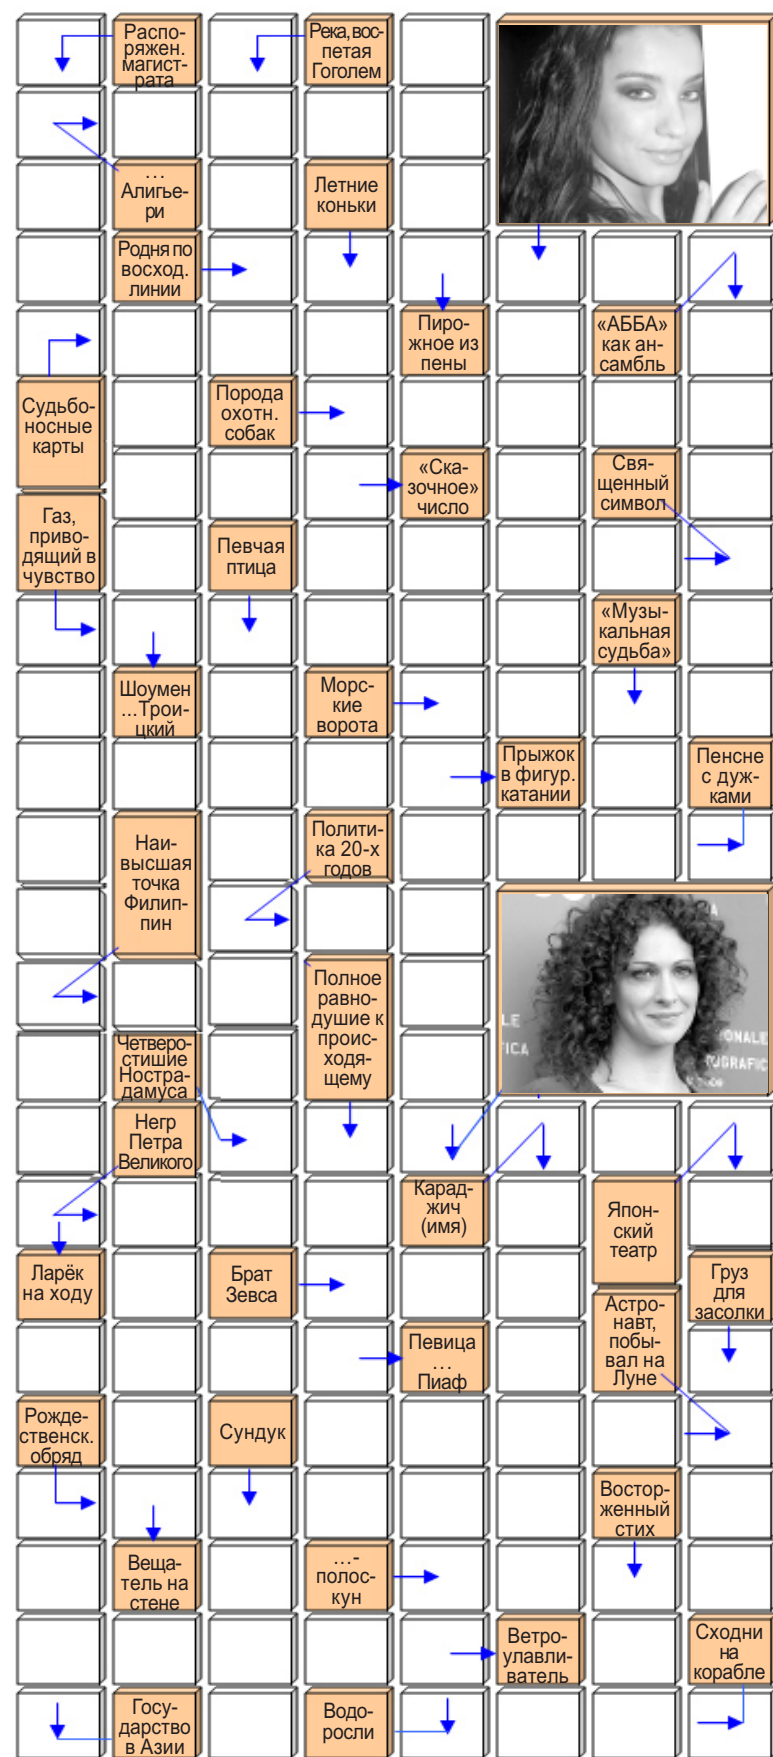 Распо-
ряжен.
магист-
рата
Река, вос-
петая
Гоголем
…
Алигье-
ри
Летние
коньки
Родня по
восход.
линии
Пирож-
ное из
пены
«АББА»
как ан-
самбль
Судьбо-
носные
карты
Порода
охотн.
собак
«Ска-
зочное»
число
Свя-
щенный
символ
Газ,
приво-
дящий в
чувство
Певчая
птица
«Музы-
кальная
судьба»
Шоумен
…Трои-
цкий
Морс-
кие
ворота
Прыжок
в фигур.
катании
Пенсне
с дуж-
ками
Наи-
высшая
точка
Филип-
пин
Полити-
ка 20-х
годов
Полное
равно-
душие к
проис-
ходя-
щему
Четверо-
стишие
Ностра-
дамуса
Негр
Петра
Великого
Карад-
жич
(имя)
Япон-
ский
театр
Ларёк
на ходу
Брат
Зевса
Груз
для
засолки
Астро-
навт,
побы-
вал на
Луне
Певица
…
Пиаф
Рожде-
ственск.
обряд
Сундук
Востор-
женный
стих
Веща-
тель на
стене
…-
полос-
кун
Ветро-
улавли-
ватель
Сходни
на
корабле
Госу-
дарство
в Азии
Водо-
росли